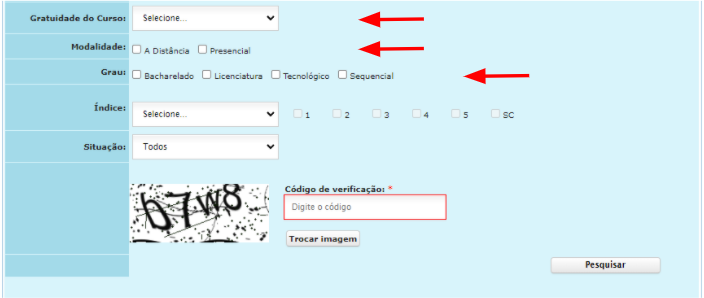 Gratuidade do Curso: Selecione...
Modalidade: A Distância Presencial
Grau: Bacharelado Licenciatura Tecnológico Sequencial
Índice: Selecione... 1 2 3 4 5 SC
Situação: Todos
b7w8
Código de verificação: *
Digite o código
Trocar imagem
Pesquisar